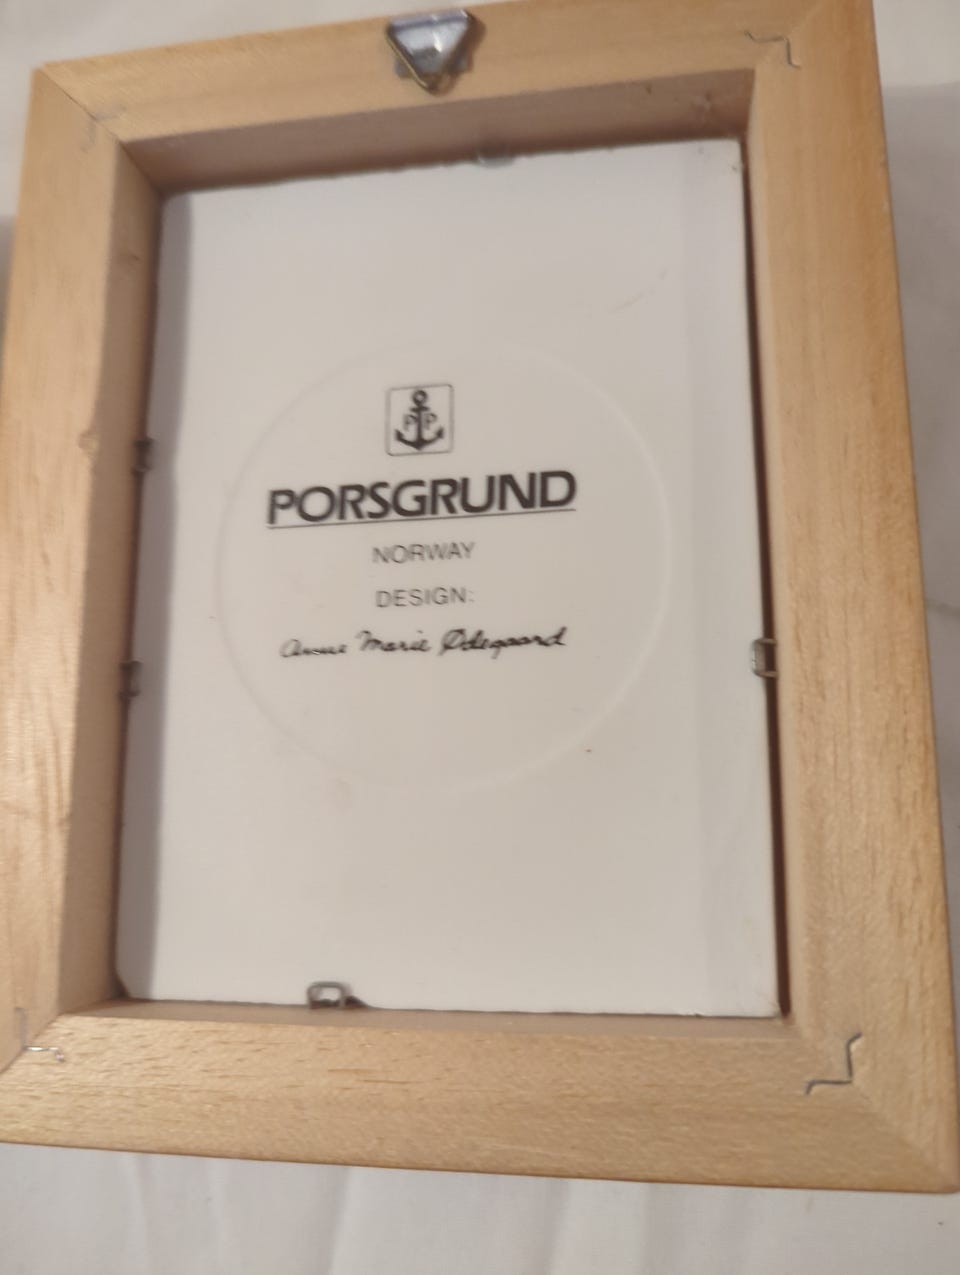 P P
PORSGRUND
NORWAY
DESIGN:
Anne Marie Ødegaard